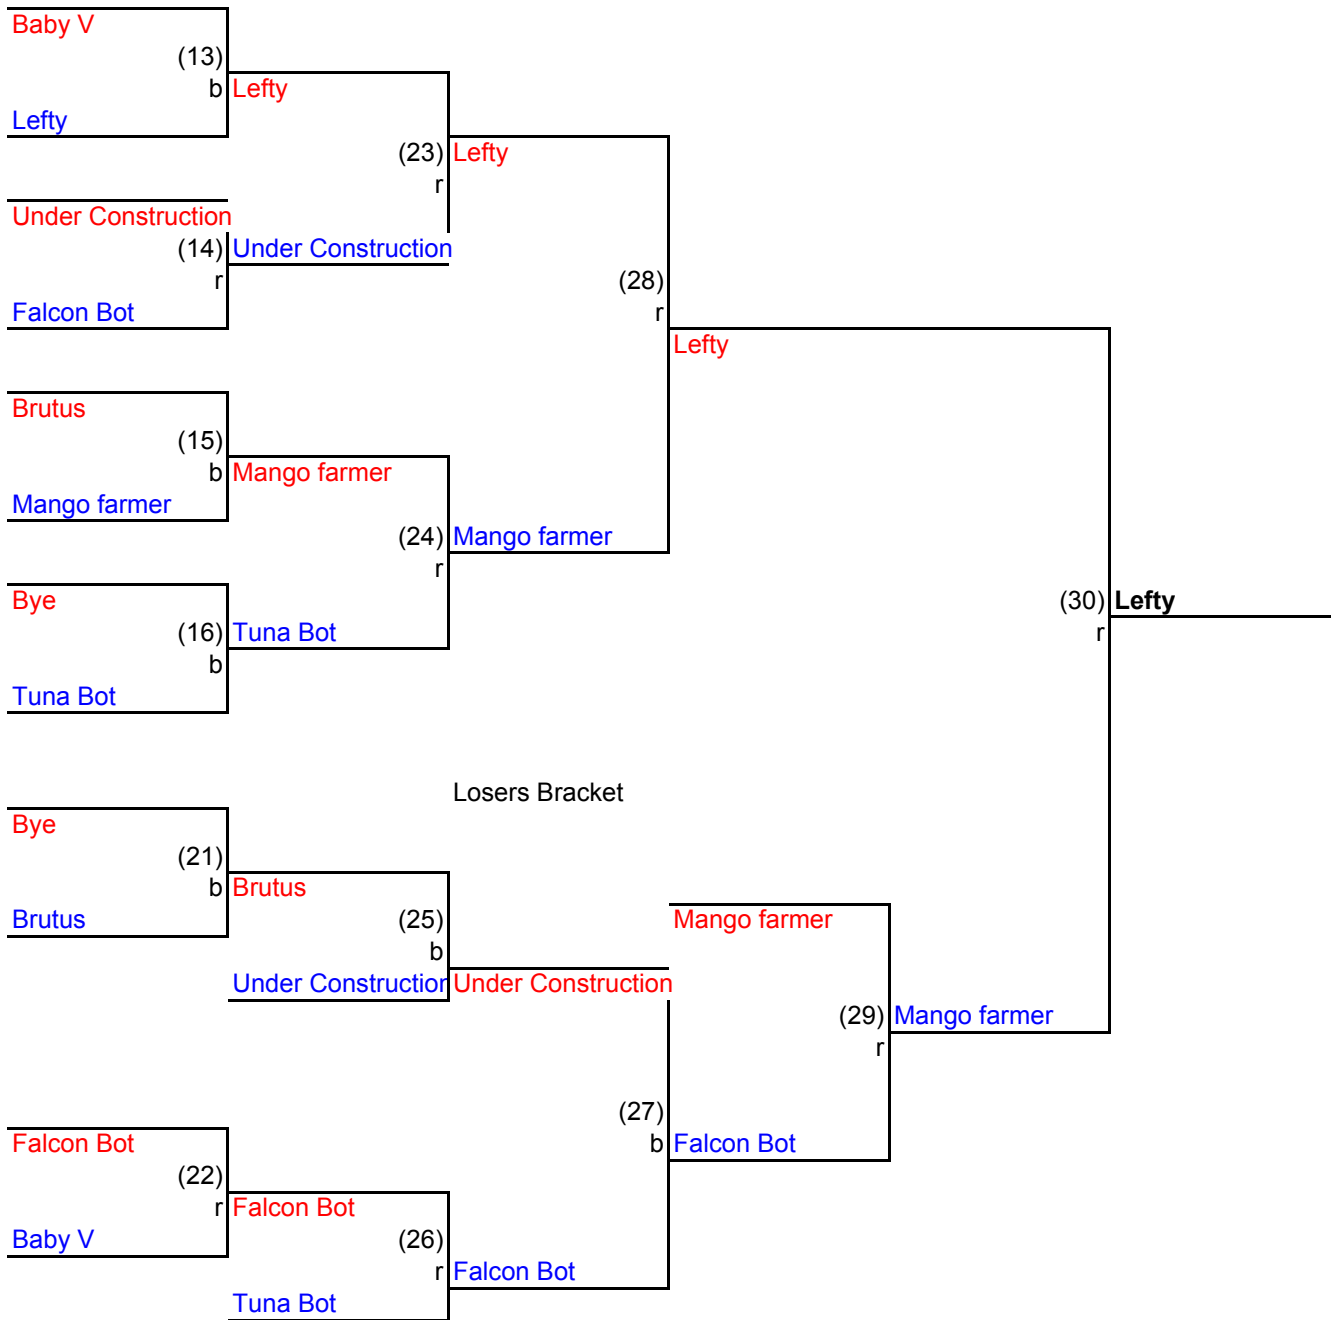 Baby V
(13)
b
Lefty
Lefty
(23)
r
Lefty
Under Construction
(14)
r
Under Construction
Falcon Bot
(28)
r
Lefty
Brutus
(15)
b
Mango farmer
Mango farmer
(24)
r
Mango farmer
Bye
(16)
b
Tuna Bot
Tuna Bot
(30)
r
Lefty
Losers Bracket
Bye
(21)
b
Brutus
Brutus
(25)
b
Under Construction
Under Construction
Mango farmer
(29)
r
Mango farmer
(27)
b
Falcon Bot
Falcon Bot
(22)
r
Falcon Bot
Baby V
(26)
r
Falcon Bot
Tuna Bot